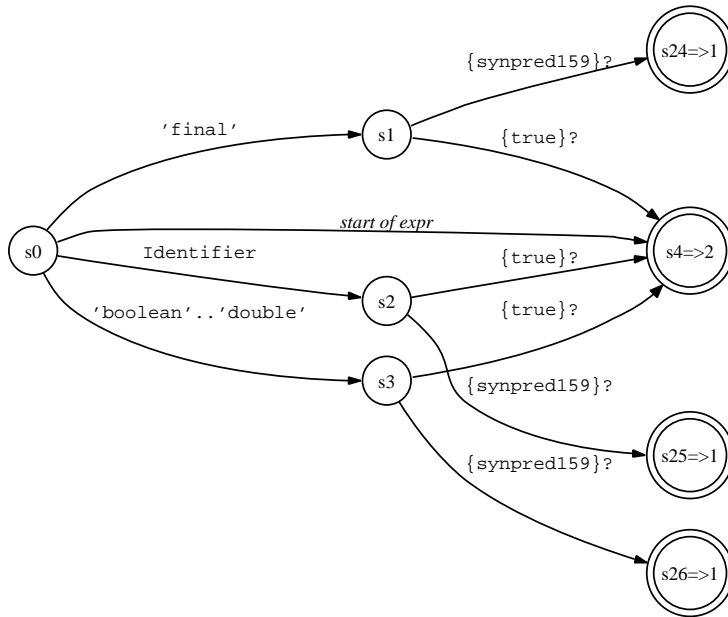 s24=>1
{synpred159}?
’final’
s1
{true}?
start of expr
s0
Identifier
{true}?
s4=>2
s2
’boolean’..’double’
{true}?
s3
{synpred159}?
s25=>1
{synpred159}?
s26=>1